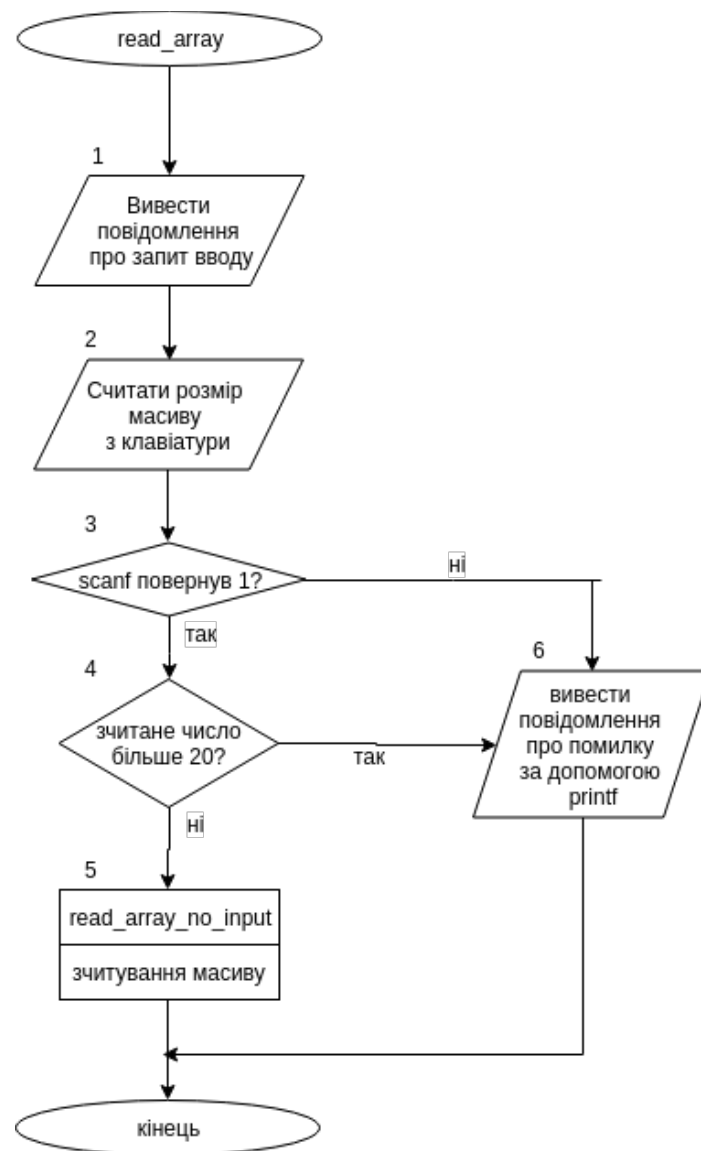 read_array
1
Вивести
повідомлення
про запит вводу
2
Считати розмір
масиву
з клавіатури
3
scanf повернув 1?
ні
так
4
зчитане число
більше 20?
так
6
вивести
повідомлення
про помилку
за допомогою
printf
ні
5
read_array_no_input
зчитування масиву
кінець